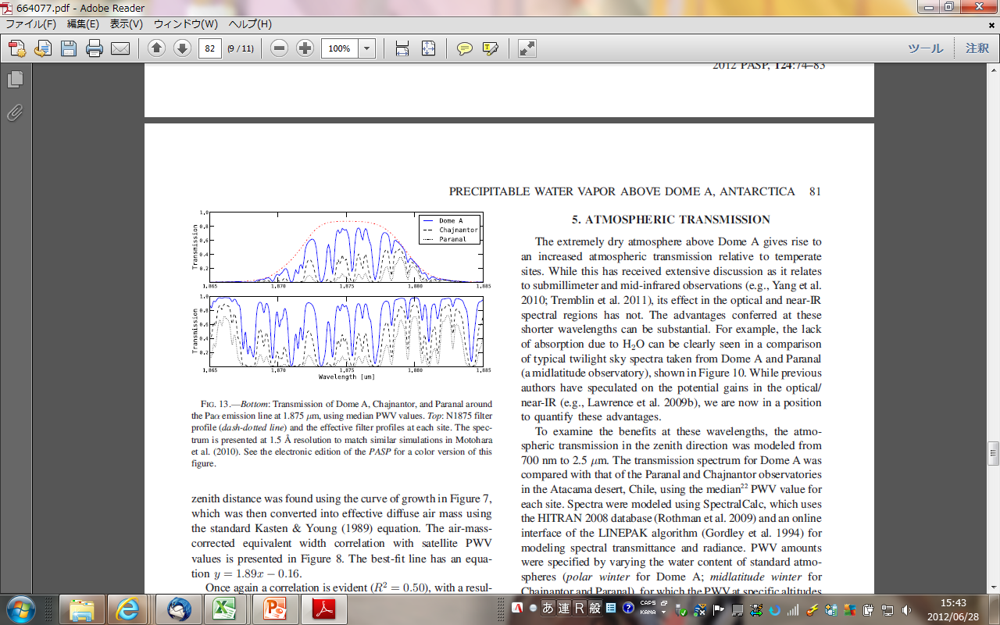 664077.pdf - Adobe Reader
ファイル(F) 編集(E) 表示(V) ウィンドウ(W) ヘルプ(H)
82 (9 / 11) 100% ツール 注釈
2012 PASP, 124:74–83
PRECIPITABLE WATER VAPOR ABOVE DOME A, ANTARCTICA 81
Transmission
1.0
0.8
0.6
0.4
0.2
Dome A
Chajnantor
Paranal
1.865 1.870 1.875 1.880 1.885
Transmission
1.0
0.8
0.6
0.4
0.2
1.865 1.870 1.875 1.880 1.885
Wavelength [um]
FIG. 13.—Bottom: Transmission of Dome A, Chajnantor, and Paranal around
the Paα emission line at 1.875 μm, using median PWV values. Top: N1875 filter
profile (dash-dotted line) and the effective filter profiles at each site. The spec-
trum is presented at 1.5 Å resolution to match similar simulations in Motohara
et al. (2010). See the electronic edition of the PASP for a color version of this
figure.
zenith distance was found using the curve of growth in Figure 7,
which was then converted into effective diffuse air mass using
the standard Kasten & Young (1989) equation. The air-mass-
corrected equivalent width correlation with satellite PWV
values is presented in Figure 8. The best-fit line has an equa-
tion y = 1.89x − 0.16.
Once again a correlation is evident (R² = 0.50), with a resul-
5. ATMOSPHERIC TRANSMISSION
The extremely dry atmosphere above Dome A gives rise to
an increased atmospheric transmission relative to temperate
sites. While this has received extensive discussion as it relates
to submillimeter and mid-infrared observations (e.g., Yang et al.
2010; Tremblin et al. 2011), its effect in the optical and near-IR
spectral regions has not. The advantages conferred at these
shorter wavelengths can be substantial. For example, the lack
of absorption due to H₂O can be clearly seen in a comparison
of typical twilight sky spectra taken from Dome A and Paranal
(a midlatitude observatory), shown in Figure 10. While previous
authors have speculated on the potential gains in the optical/
near-IR (e.g., Lawrence et al. 2009b), we are now in a position
to quantify these advantages.
To examine the benefits at these wavelengths, the atmo-
spheric transmission in the zenith direction was modeled from
700 nm to 2.5 μm. The transmission spectrum for Dome A was
compared with that of the Paranal and Chajnantor observatories
in the Atacama desert, Chile, using the median²² PWV value for
each site. Spectra were modeled using SpectralCalc, which uses
the HITRAN 2008 database (Rothman et al. 2009) and an online
interface of the LINEPAK algorithm (Gordley et al. 1994) for
modeling spectral transmittance and radiance. PWV amounts
were specified by varying the water content of standard atmo-
spheres (polar winter for Dome A; midlatitude winter for
Chajnantor and Paranal), for which the PWV at specific altitudes
A あ 連 R 般 CAPS KANA
15:43
2012/06/28